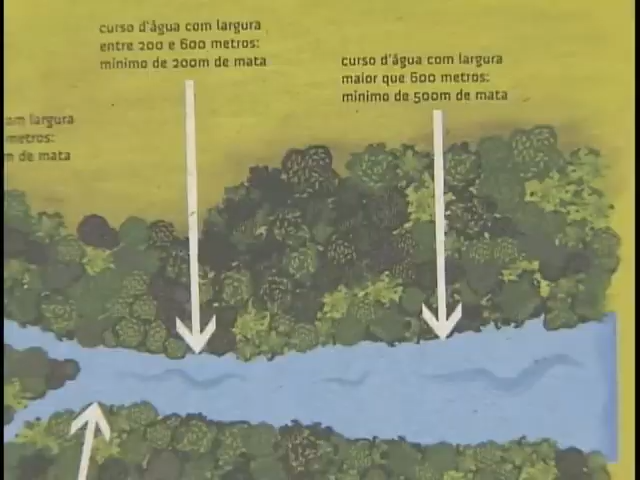 curso d'água com largura
entre 200 e 600 metros:
mínimo de 200m de mata
curso d'água com largura
maior que 600 metros:
mínimo de 500m de mata
largura
metros:
de mata